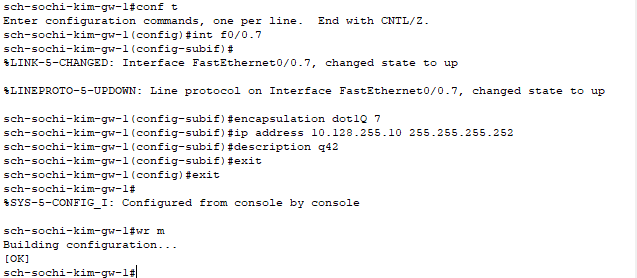 sch-sochi-kim-gw-1#conf t
Enter configuration commands, one per line.  End with CNTL/Z.
sch-sochi-kim-gw-1(config)#int f0/0.7
sch-sochi-kim-gw-1(config-subif)#
%LINK-5-CHANGED: Interface FastEthernet0/0.7, changed state to up
%LINEPROTO-5-UPDOWN: Line protocol on Interface FastEthernet0/0.7, changed state to up
sch-sochi-kim-gw-1(config-subif)#encapsulation dot1Q 7
sch-sochi-kim-gw-1(config-subif)#ip address 10.128.255.10 255.255.255.252
sch-sochi-kim-gw-1(config-subif)#description q42
sch-sochi-kim-gw-1(config-subif)#exit
sch-sochi-kim-gw-1(config)#exit
sch-sochi-kim-gw-1#
%SYS-5-CONFIG_I: Configured from console by console
sch-sochi-kim-gw-1#wr m
Building configuration...
[OK]
sch-sochi-kim-gw-1#